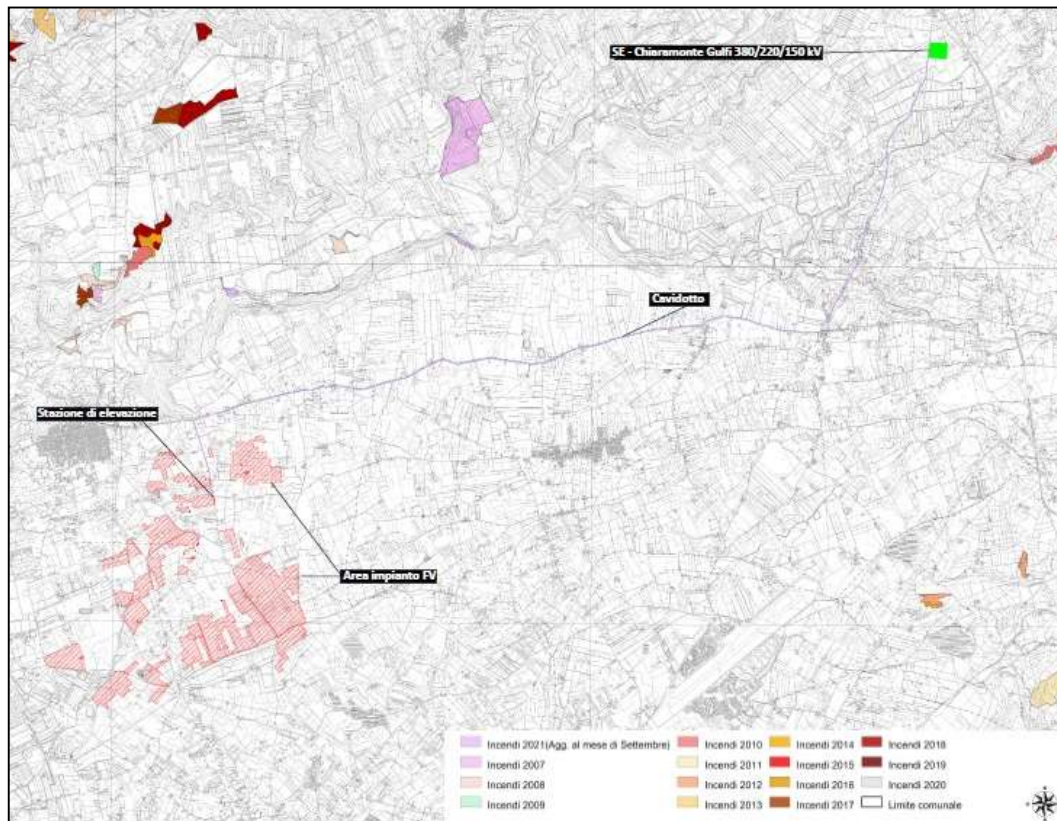 SE - Chiaramonte Gulfi 380/220/150 kV
Cavidotto
Stazione di elevazione
Area impianto FV
Incendi 2021(Agg. al mese di Settembre)
Incendi 2007
Incendi 2008
Incendi 2009
Incendi 2010
Incendi 2011
Incendi 2012
Incendi 2013
Incendi 2014
Incendi 2015
Incendi 2016
Incendi 2017
Incendi 2018
Incendi 2019
Incendi 2020
Limite comunale